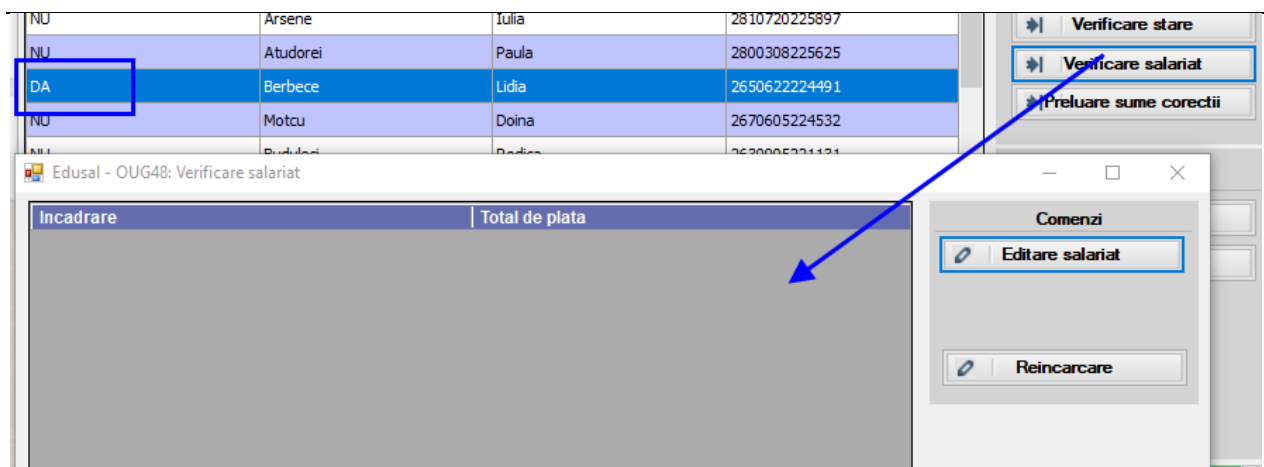 NU Arsene Iulia 2810720225897
Verificare stare
NU Atudorei Paula 2800308225625
Verificare salariat
DA Berbece Lidia 2650622224491
Preluare sume corectii
NU Motcu Doina 2670605224532
NU
Edusal - OUG48: Verificare salariat
Incadrare Total de plata
Comenzi
Editare salariat
Reincarcare